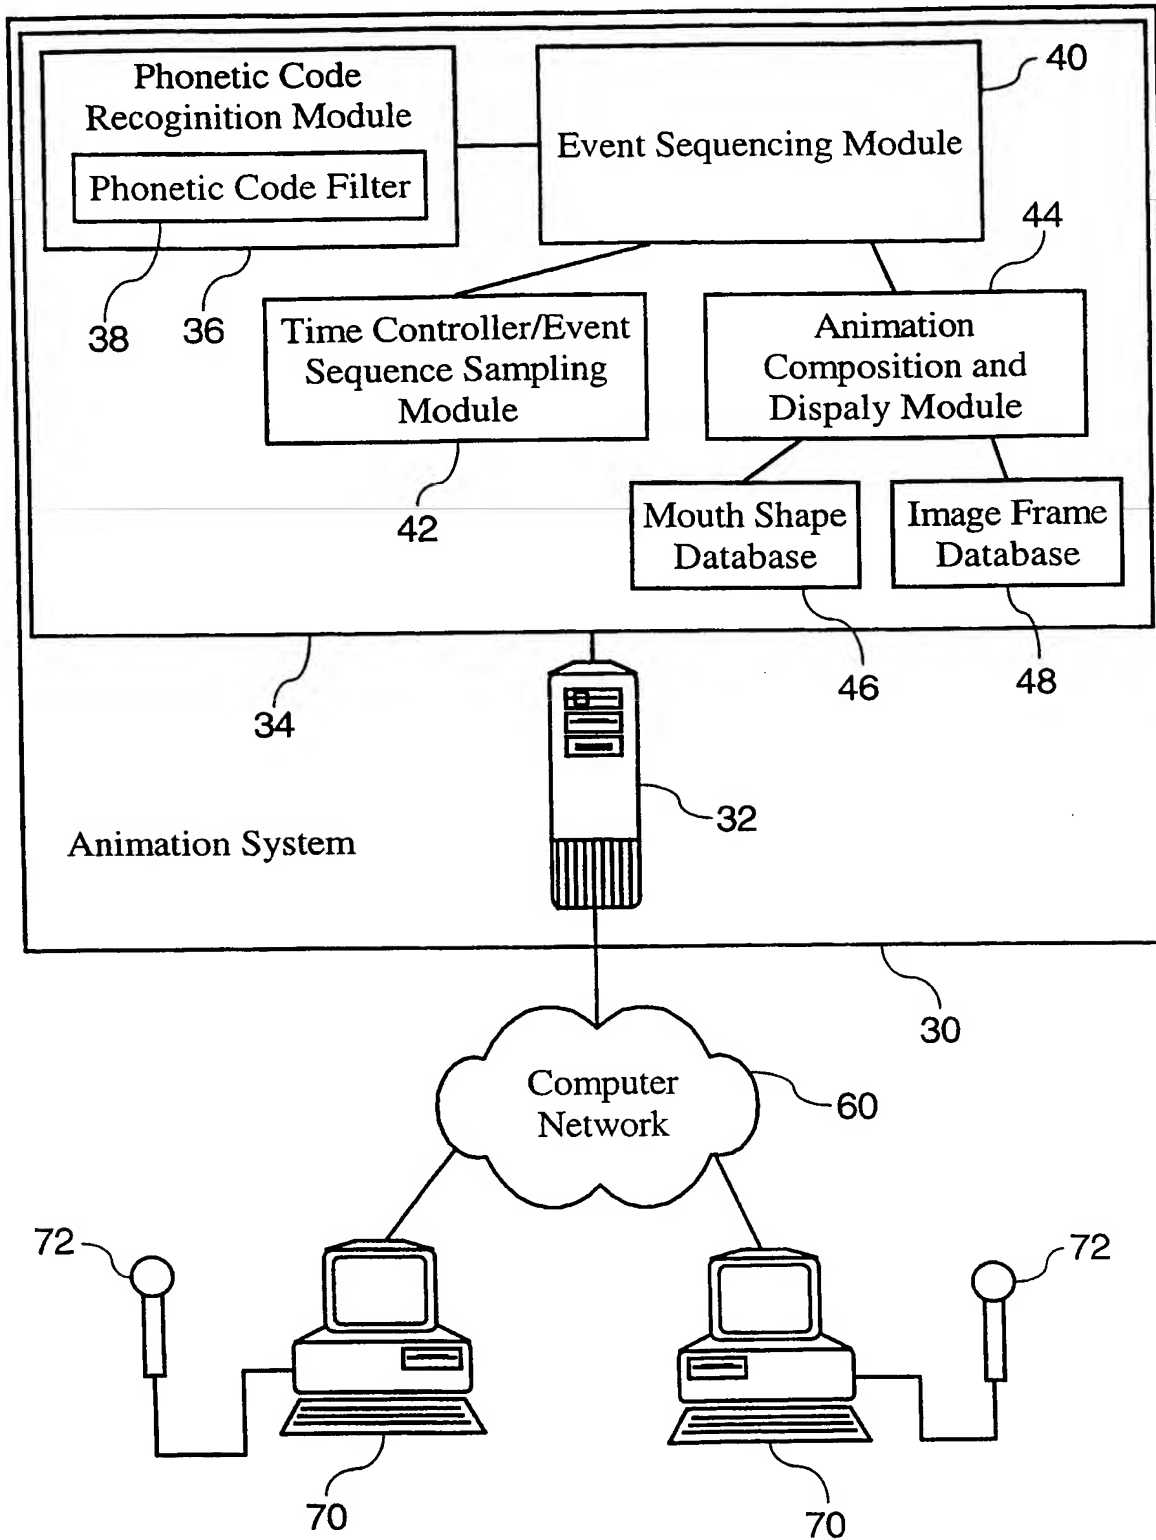 Phonetic Code
Recoginition Module
Phonetic Code Filter
Event Sequencing Module
40
38
36
44
Time Controller/Event
Sequence Sampling
Module
Animation
Composition and
Dispaly Module
42
Mouth Shape
Database
Image Frame
Database
46
48
34
32
Animation System
30
Computer
Network
60
72
72
70
70